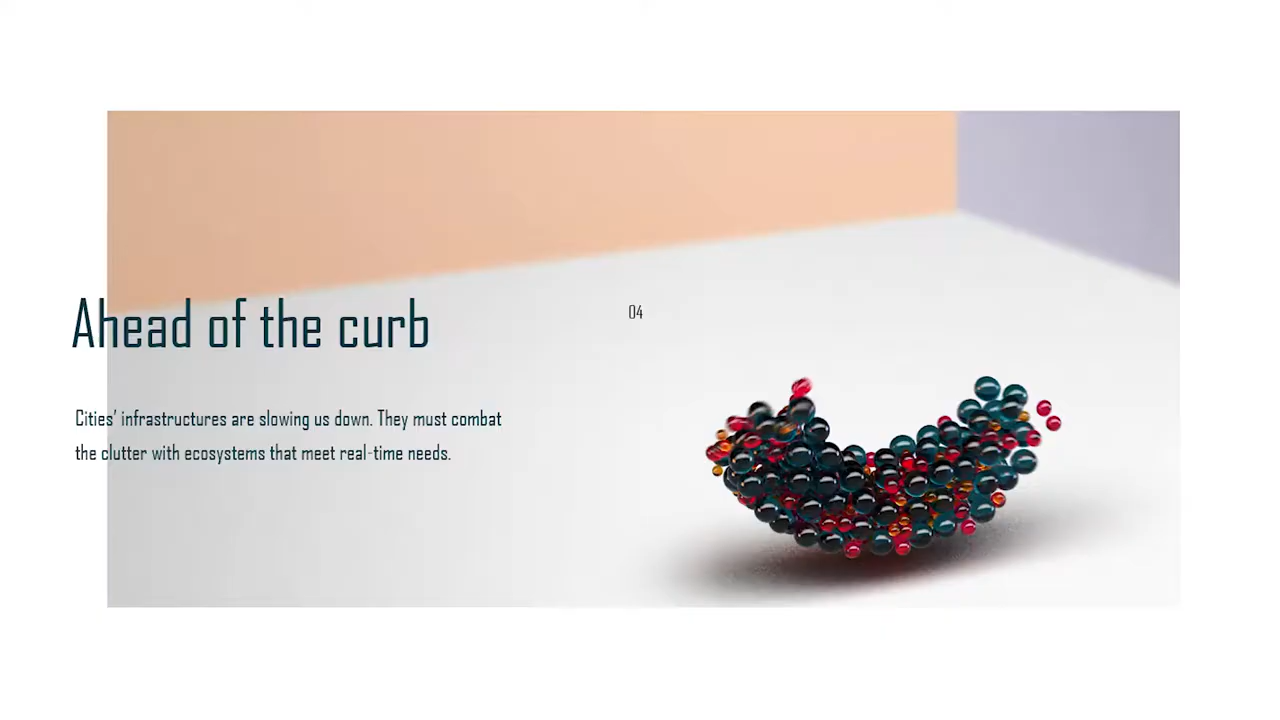 Ahead of the curb
04
Cities’ infrastructures are slowing us down. They must combat
the clutter with ecosystems that meet real-time needs.